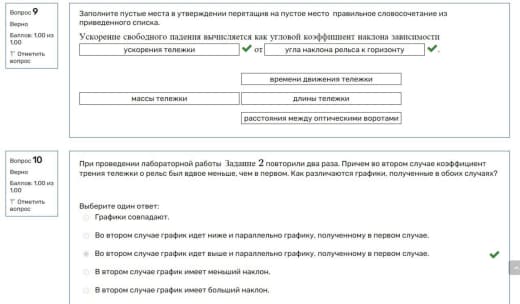 Вопрос 9
Верно
Баллов: 1,00 из
1,00
Отметить
вопрос
Заполните пустые места в утверждении перетащив на пустое место правильное словосочетание из
приведенного списка.
Ускорение свободного падения вычисляется как угловой коэффициент наклона зависимости
ускорения тележки от угла наклона рельса к горизонту .
времени движения тележки
массы тележки длины тележки
расстояния между оптическими воротами
Вопрос 10
Верно
Баллов: 1,00 из
1,00
Отметить
вопрос
При проведении лабораторной работы Задание 2 повторили два раза. Причем во втором случае коэффициент
трения тележки о рельс был вдвое меньше, чем в первом. Как различаются графики, полученные в обоих случаях?
Выберите один ответ:
Графики совпадают.
Во втором случае график идет ниже и параллельно графику, полученному в первом случае.
Во втором случае график идет выше и параллельно графику, полученному в первом случае.
В втором случае график имеет меньший наклон.
В втором случае график имеет больший наклон.